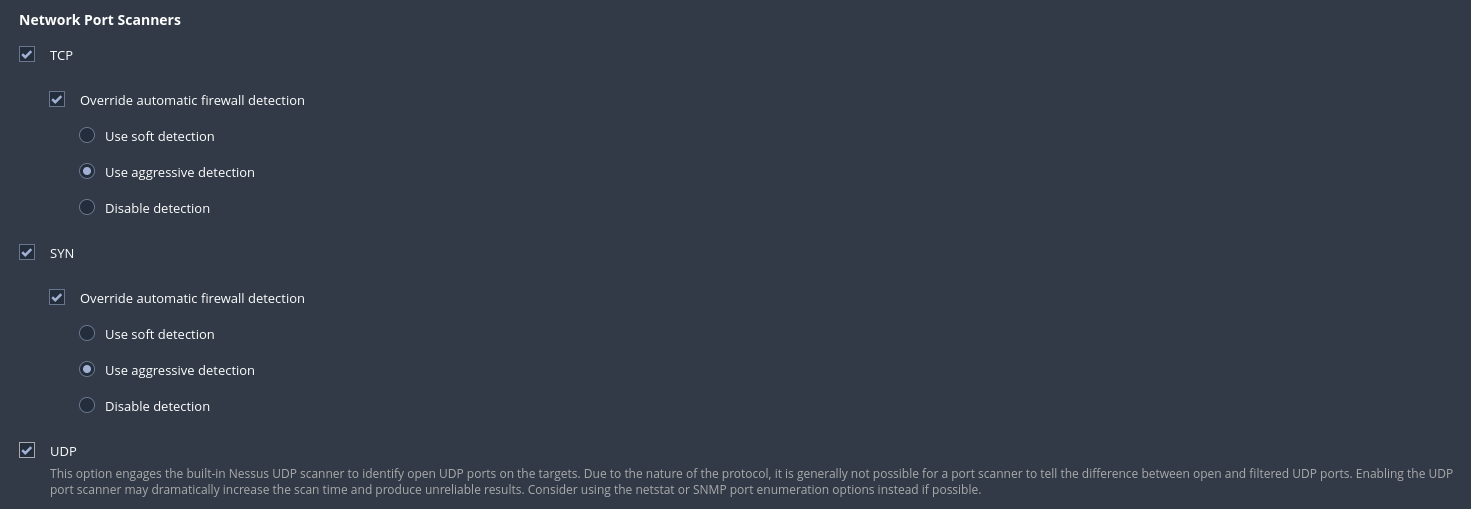 Network Port Scanners
TCP
Override automatic firewall detection
Use soft detection
Use aggressive detection
Disable detection
SYN
Override automatic firewall detection
Use soft detection
Use aggressive detection
Disable detection
UDP
This option engages the built-in Nessus UDP scanner to identify open UDP ports on the targets. Due to the nature of the protocol, it is generally not possible for a port scanner to tell the difference between open and filtered UDP ports. Enabling the UDP
port scanner may dramatically increase the scan time and produce unreliable results. Consider using the netstat or SNMP port enumeration options instead if possible.